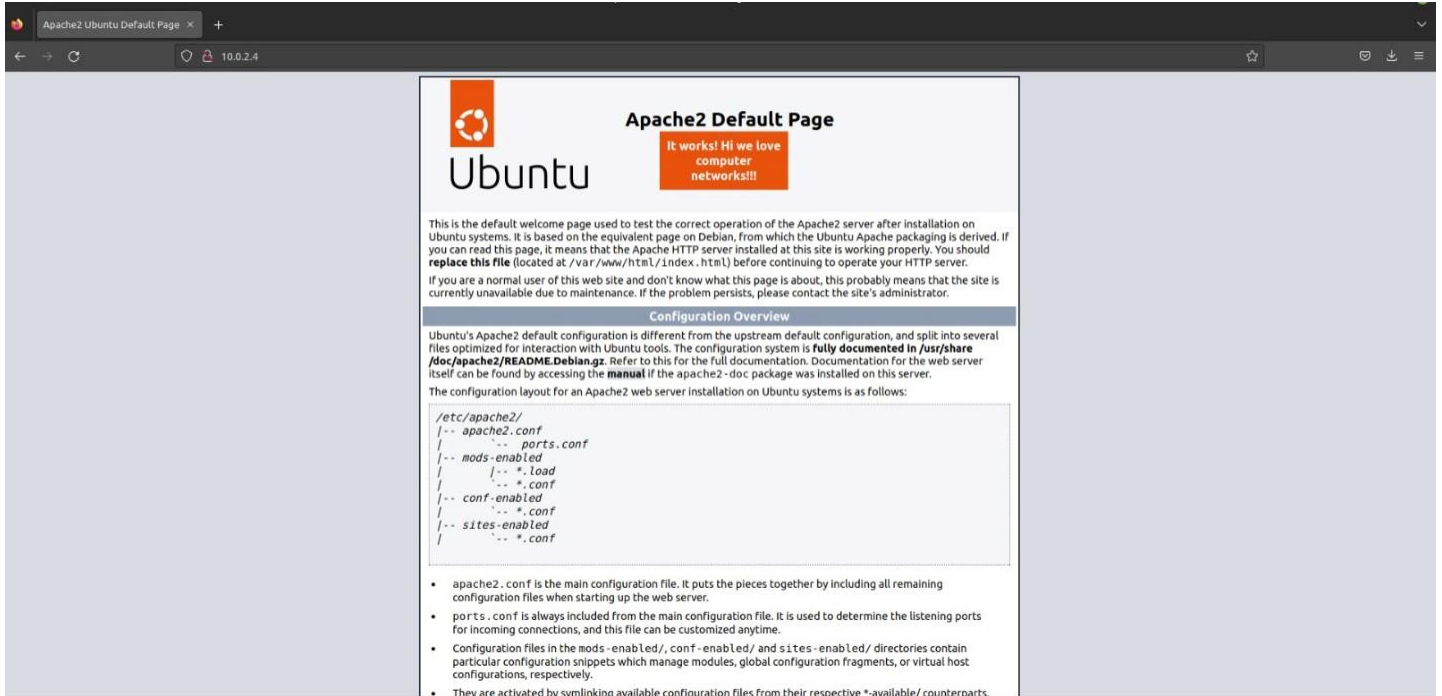 Apache2 Ubuntu Default Page
10.0.2.4
Ubuntu
Apache2 Default Page
It works! Hi we love
computer
networks!!!
This is the default welcome page used to test the correct operation of the Apache2 server after installation on
Ubuntu systems. It is based on the equivalent page on Debian, from which the Ubuntu Apache packaging is derived. If
you can read this page, it means that the Apache HTTP server installed at this site is working properly. You should
replace this file (located at /var/www/html/index.html) before continuing to operate your HTTP server.
If you are a normal user of this web site and don't know what this page is about, this probably means that the site is
currently unavailable due to maintenance. If the problem persists, please contact the site's administrator.
Configuration Overview
Ubuntu's Apache2 default configuration is different from the upstream default configuration, and split into several
files optimized for interaction with Ubuntu tools. The configuration system is fully documented in /usr/share
/doc/apache2/README.Debian.gz. Refer to this for the full documentation. Documentation for the web server
itself can be found by accessing the manual if the apache2-doc package was installed on this server.
The configuration layout for an Apache2 web server installation on Ubuntu systems is as follows:
/etc/apache2/
|-- apache2.conf
|       `--  ports.conf
|-- mods-enabled
|       |-- *.load
|       `-- *.conf
|-- conf-enabled
|       `-- *.conf
|-- sites-enabled
|       `-- *.conf
• apache2.conf is the main configuration file. It puts the pieces together by including all remaining
configuration files when starting up the web server.
• ports.conf is always included from the main configuration file. It is used to determine the listening ports
for incoming connections, and this file can be customized anytime.
• Configuration files in the mods-enabled/, conf-enabled/ and sites-enabled/ directories contain
particular configuration snippets which manage modules, global configuration fragments, or virtual host
configurations, respectively.
• They are activated by symlinking available configuration files from their respective *-available/ counterparts.